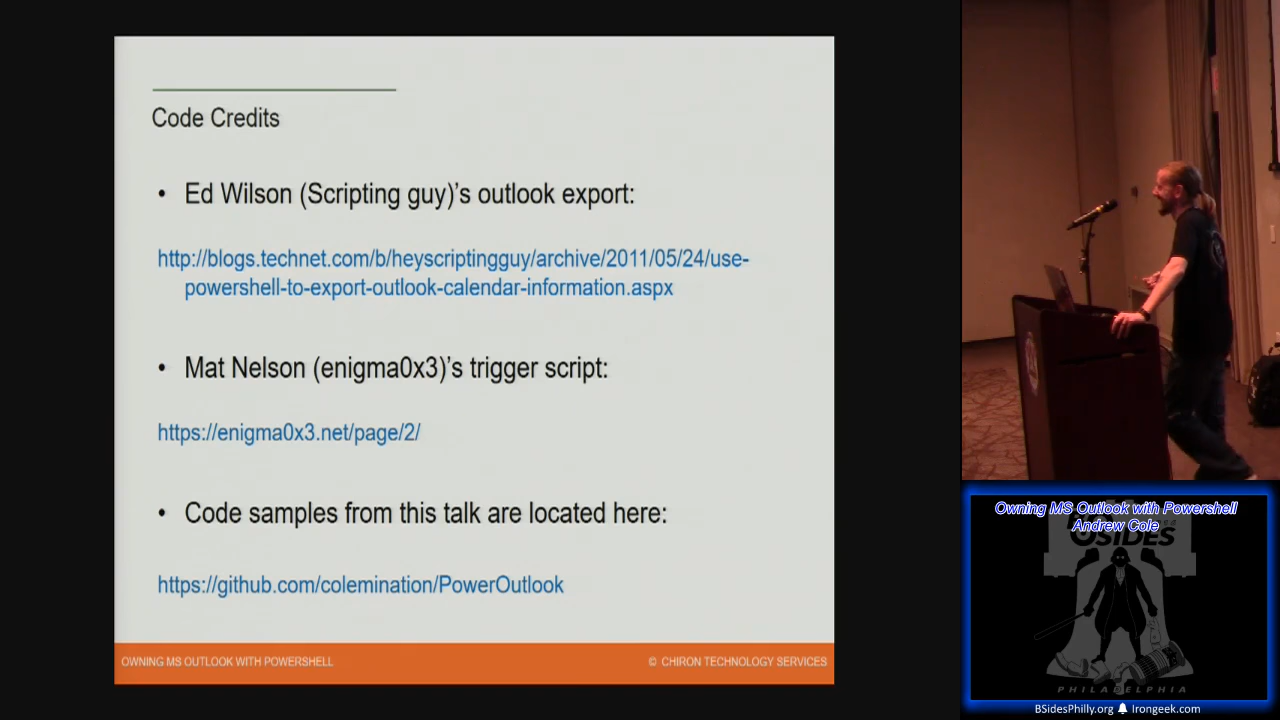 Code Credits
• Ed Wilson (Scripting guy)'s outlook export:
http://blogs.technet.com/b/heyscriptingguy/archive/2011/05/24/use-
powershell-to-export-outlook-calendar-information.aspx
• Mat Nelson (enigma0x3)'s trigger script:
https://enigma0x3.net/page/2/
• Code samples from this talk are located here:
https://github.com/colemination/PowerOutlook
OWNING MS OUTLOOK WITH POWERSHELL
© CHIRON TECHNOLOGY SERVICES
Owning MS Outlook with Powershell
Andrew Cole
SIDES
PHILADELPHIA
BSidesPhilly.org
Irongeek.com